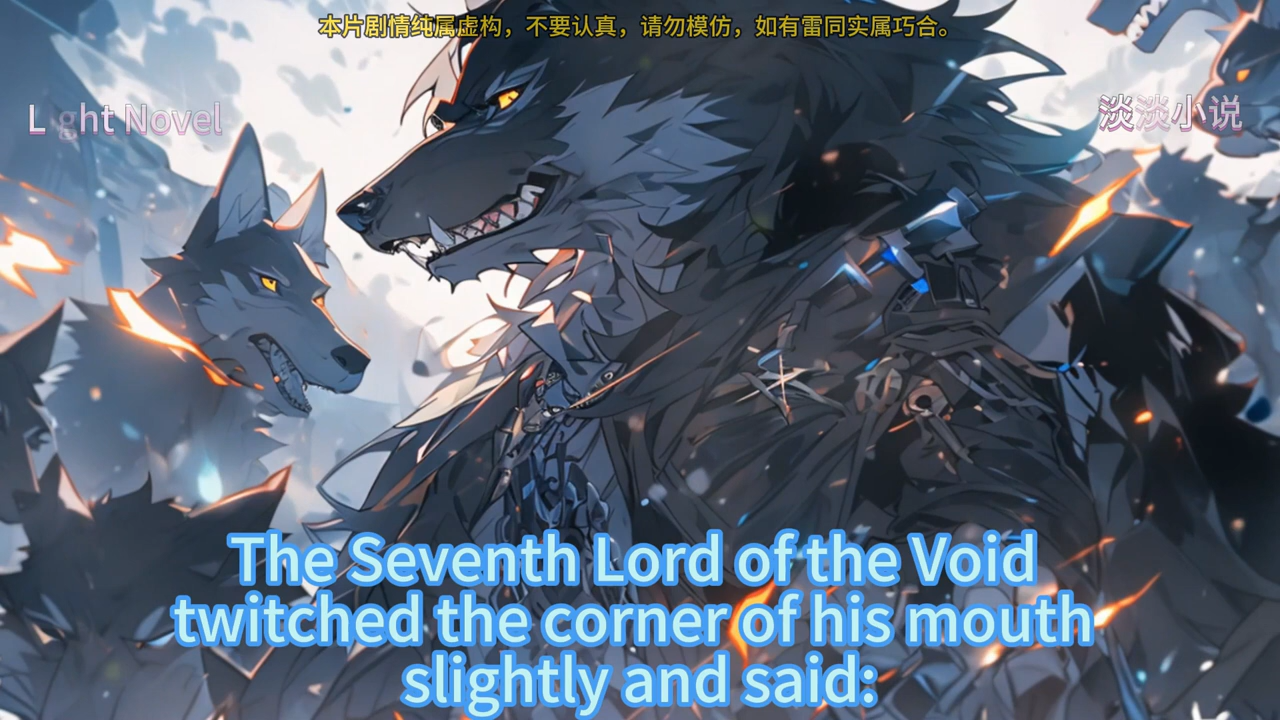 本片剧情纯属虚构，不要认真，请勿模仿，如有雷同实属巧合。
Light Novel
淡淡小说
The Seventh Lord of the Void
twitched the corner of his mouth
slightly and said: